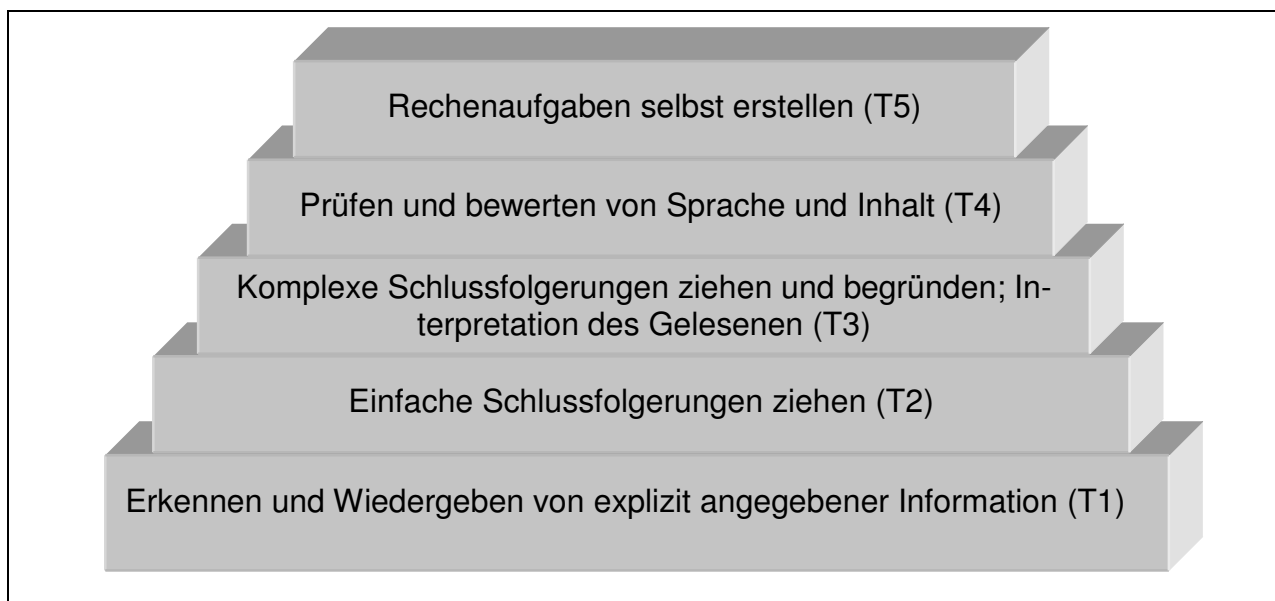 Rechenaufgaben selbst erstellen (T5)
Prüfen und bewerten von Sprache und Inhalt (T4)
Komplexe Schlussfolgerungen ziehen und begründen; In-
terpretation des Gelesenen (T3)
Einfache Schlussfolgerungen ziehen (T2)
Erkennen und Wiedergeben von explizit angegebener Information (T1)